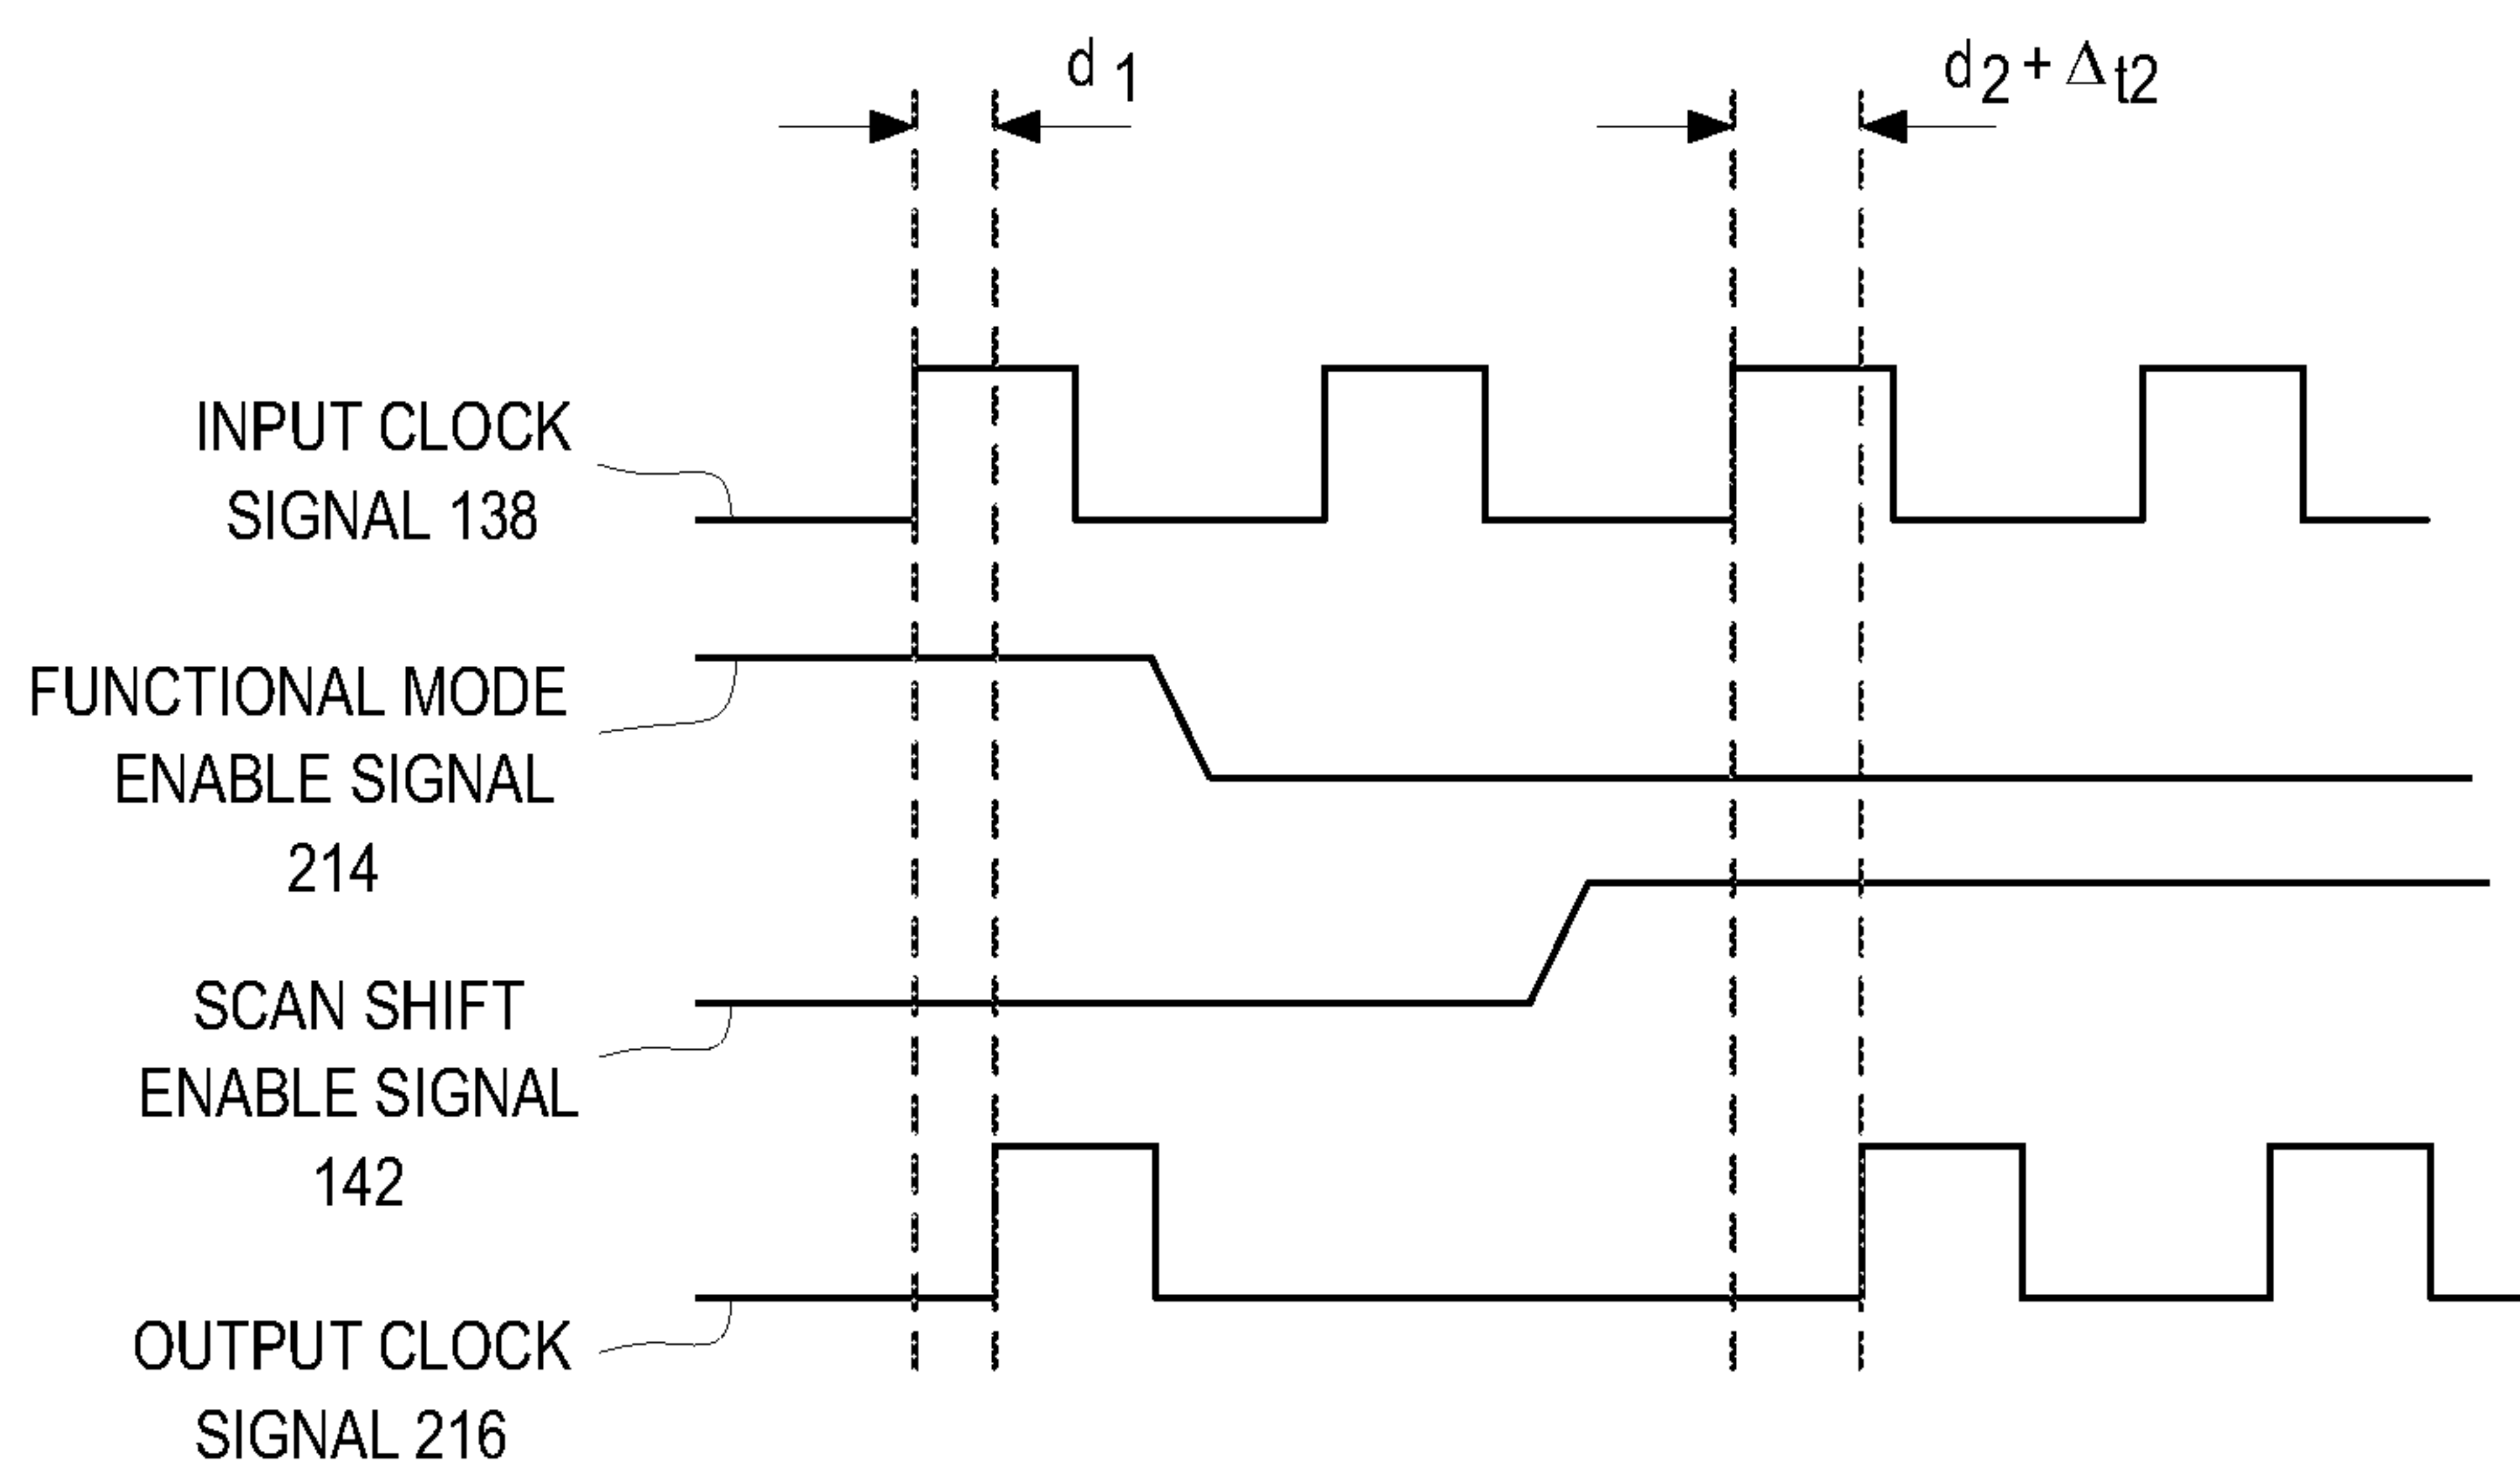 d1
d2 + Δt2
INPUT CLOCK
SIGNAL 138
FUNCTIONAL MODE
ENABLE SIGNAL
214
SCAN SHIFT
ENABLE SIGNAL
142
OUTPUT CLOCK
SIGNAL 216